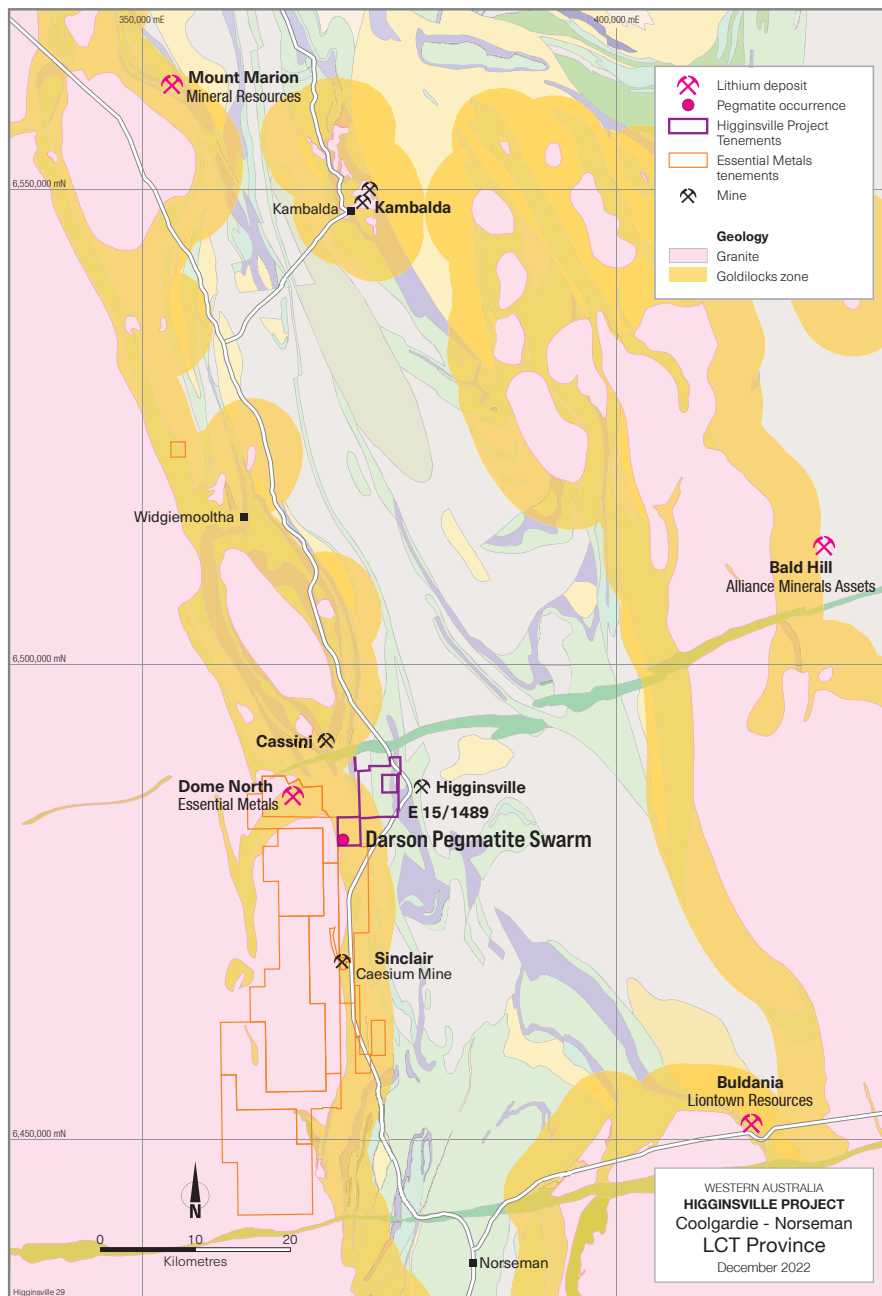 350,000 mE
400,000 mE
Mount Marion
Mineral Resources
Lithium deposit
Pegmatite occurrence
Higginsville Project
Tenements
Essential Metals
tenements
Mine
Geology
Granite
Goldilocks zone
6,550,000 mN
Kambalda
Kambalda
Widgiemooltha
Bald Hill
Alliance Minerals Assets
6,500,000 mN
Cassini
Dome North
Essential Metals
Higginsville
E 15/1489
Darson Pegmatite Swarm
Sinclair
Caesium Mine
Buldania
Liontown Resources
6,450,000 mN
N
0 10 20
Kilometres
Norseman
WESTERN AUSTRALIA
HIGGINSVILLE PROJECT
Coolgardie - Norseman
LCT Province
December 2022
Higginsville 29